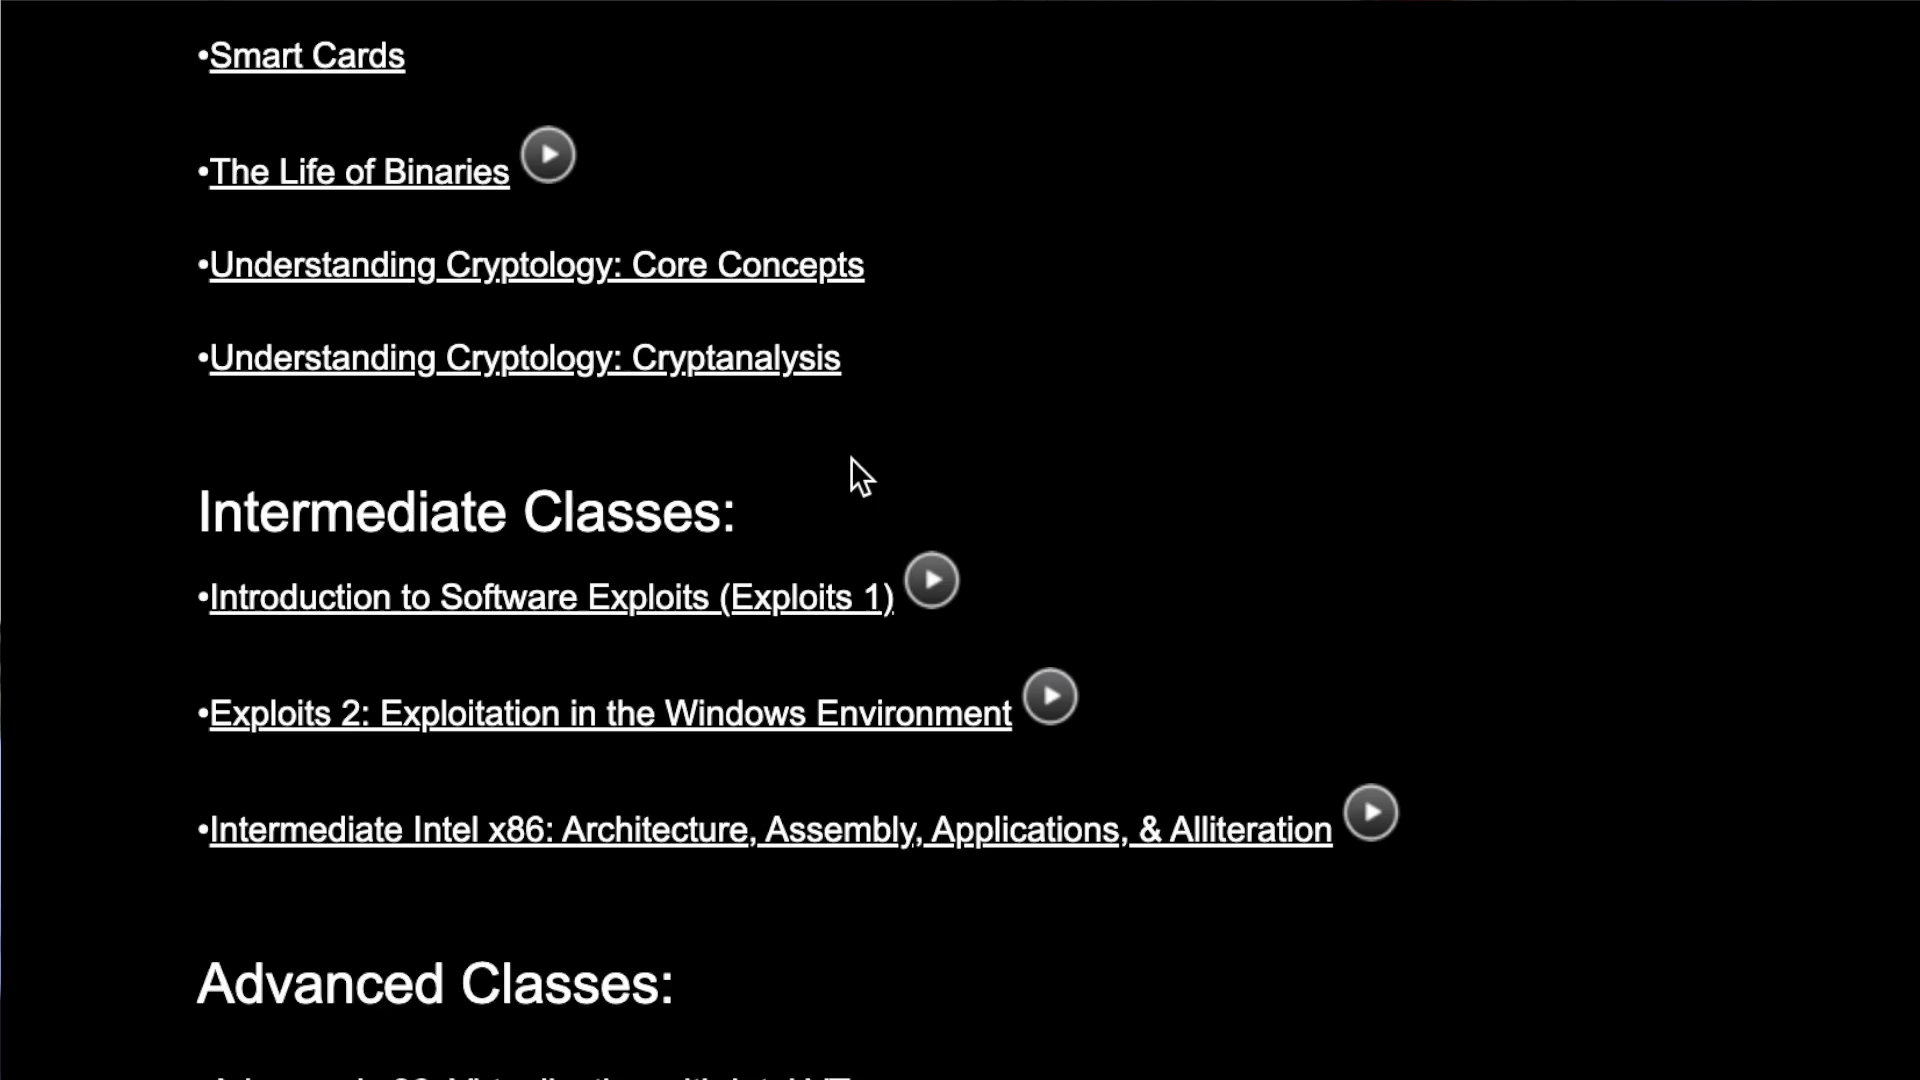 •Smart Cards
•The Life of Binaries
•Understanding Cryptology: Core Concepts
•Understanding Cryptology: Cryptanalysis
Intermediate Classes:
•Introduction to Software Exploits (Exploits 1)
•Exploits 2: Exploitation in the Windows Environment
•Intermediate Intel x86: Architecture, Assembly, Applications, & Alliteration
Advanced Classes: